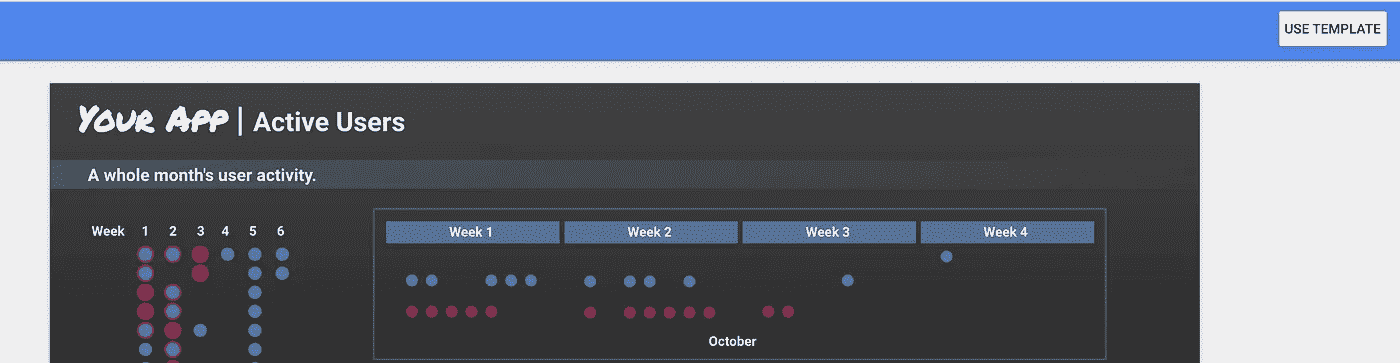 USE TEMPLATE
Your App | Active Users
A whole month's user activity.
Week 1 2 3 4 5 6
Week 1 Week 2 Week 3 Week 4
October